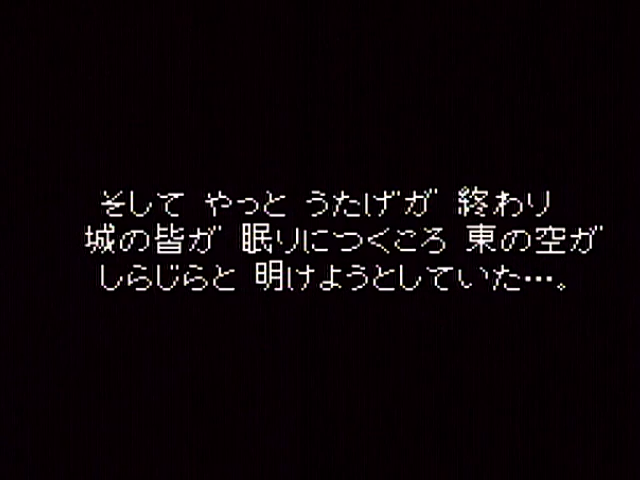 そして やっと うたげが 終わり
城の皆が 眠りにつくころ 東の空が
しらじらと 明けようとしていた…。